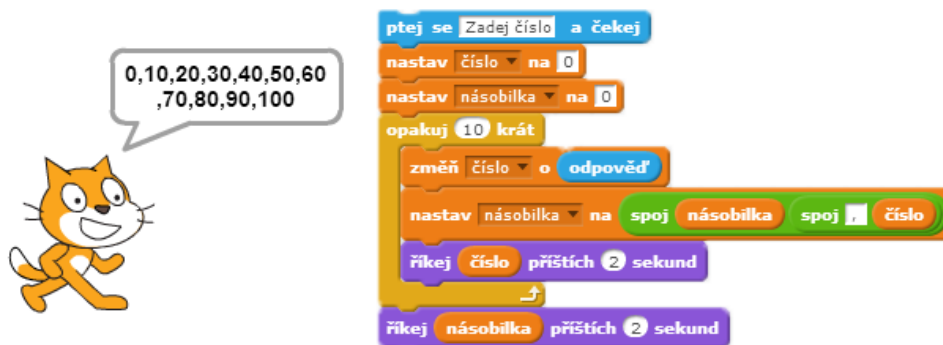 0,10,20,30,40,50,60
,70,80,90,100
ptej se Zadej číslo a čekej
nastav číslo na 0
nastav násobilka na 0
opakuj 10 krát
změň číslo o odpověď
nastav násobilka na spoj násobilka spoj , číslo
říkej číslo příštích 2 sekund
říkej násobilka příštích 2 sekund